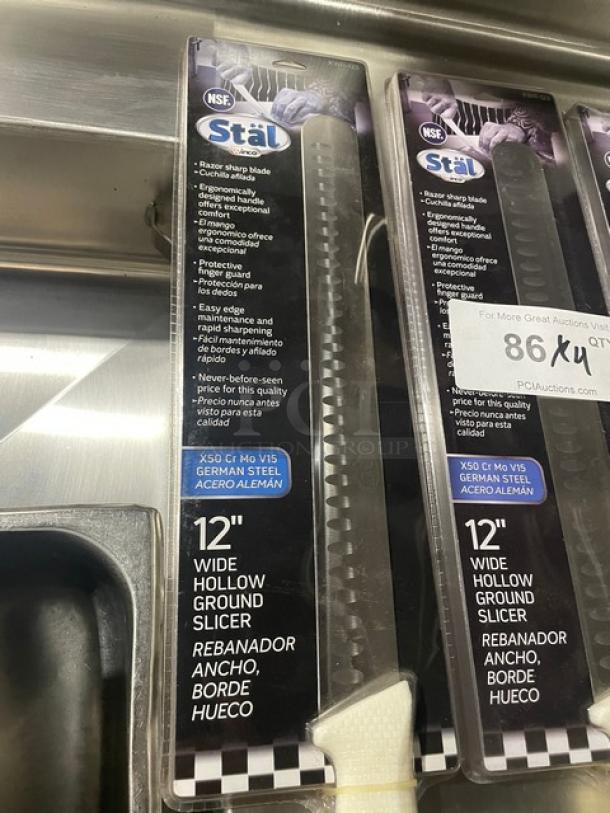 NSF
Stäl
Winco
• Razor sharp blade
- Cuchilla afilada
• Ergonomically
designed handle
offers exceptional
comfort
- El mango
ergonomico ofrece
una comodidad
excepcional
• Protective
finger guard
- Protección para
los dedos
• Easy edge
maintenance and
rapid sharpening
- Fácil mantenimiento
de bordes y afilado
rápido
• Never-before-seen
price for this quality
- Precio nunca antes
visto para esta
calidad
X50 Cr Mo V15
GERMAN STEEL
ACERO ALEMÁN
12"
WIDE
HOLLOW
GROUND
SLICER
REBANADOR
ANCHO,
BORDE
HUECO
NSF
Stäl
Winco
• Razor sharp blade
- Cuchilla afilada
• Ergonomically
designed handle
offers exceptional
comfort
- El mango
ergonomico ofrece
una comodidad
excepcional
• Protective
finger guard
For More Great Auctions Visit
86 x4
QTY
PCIAuctions.com
• Never-before-seen
price for this quality
- Precio nunca antes
visto para esta
calidad
X50 Cr Mo V15
GERMAN STEEL
ACERO ALEMÁN
12"
WIDE
HOLLOW
GROUND
SLICER
REBANADOR
ANCHO,
BORDE
HUECO